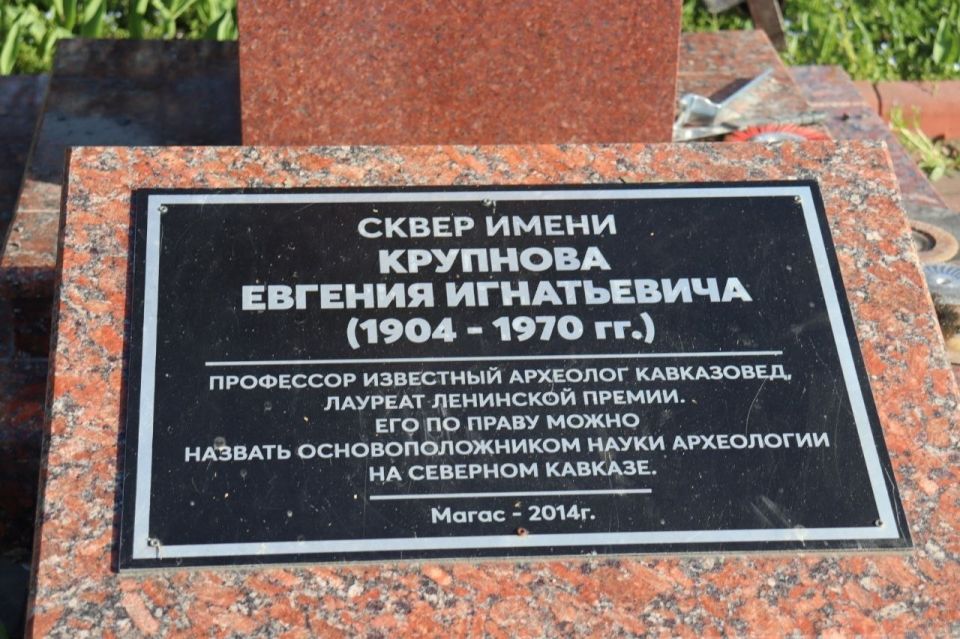 СКВЕР ИМЕНИ
КРУПНОВА
ЕВГЕНИЯ ИГНАТЬЕВИЧА
(1904 - 1970 гг.)
ПРОФЕССОР ИЗВЕСТНЫЙ АРХЕОЛОГ КАВКАЗОВЕД,
ЛАУРЕАТ ЛЕНИНСКОЙ ПРЕМИИ.
ЕГО ПО ПРАВУ МОЖНО
НАЗВАТЬ ОСНОВОПОЛОЖНИКОМ НАУКИ АРХЕОЛОГИИ
НА СЕВЕРНОМ КАВКАЗЕ.
Магас - 2014г.